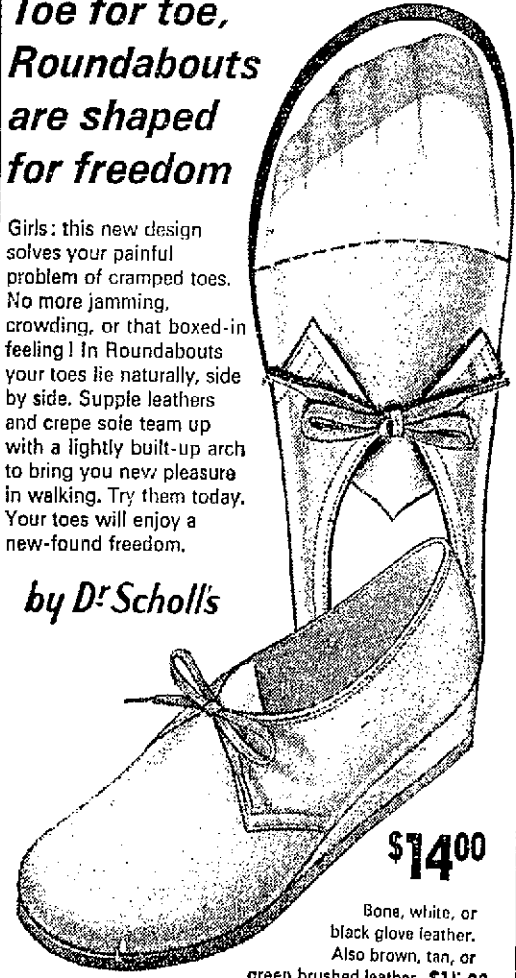 Toe for toe,
Roundabouts
are shaped
for freedom
Girls: this new design
solves your painful
problem of cramped toes.
No more jamming,
crowding, or that boxed-in
feeling! In Roundabouts
your toes lie naturally, side
by side. Supple leathers
and crepe sole team up
with a lightly built-up arch
to bring you new pleasure
in walking. Try them today.
Your toes will enjoy a
new-found freedom.
by Dr Scholl's
$14.00
Bone, white, or
black glove leather.
Also brown, tan, or
green brushed leather.